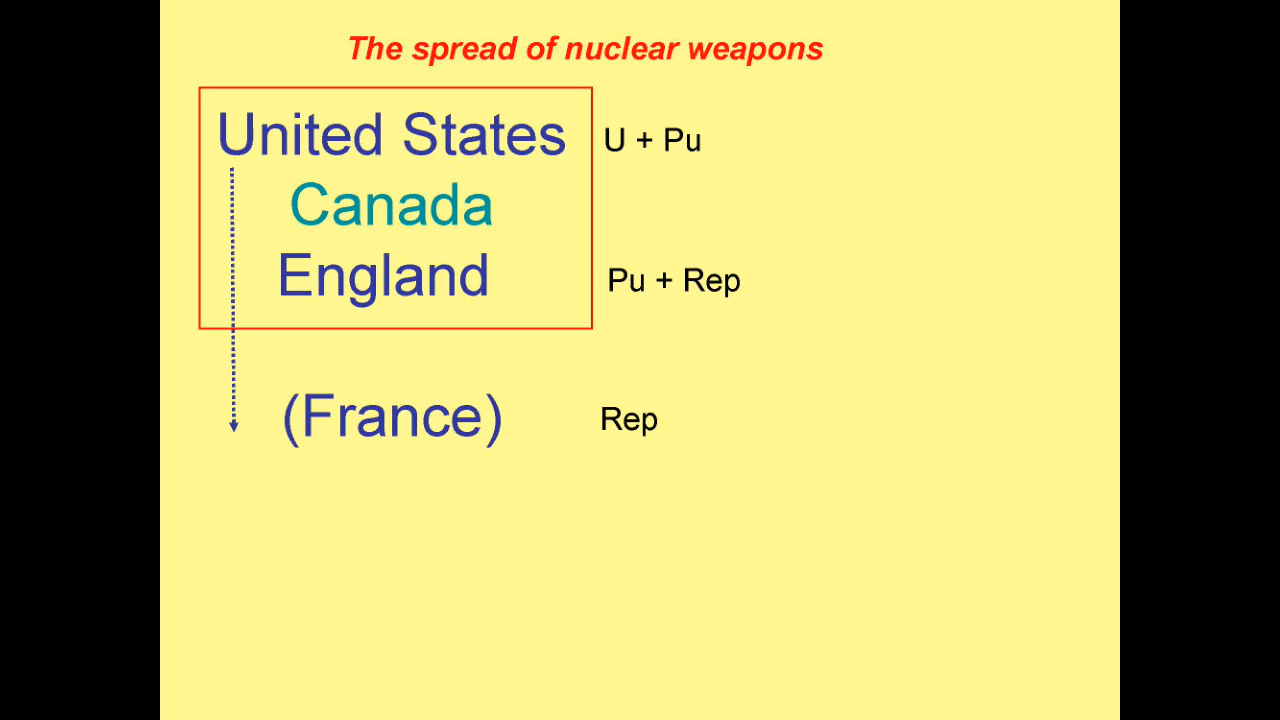 The spread of nuclear weapons
United States U + Pu
Canada
England Pu + Rep
(France) Rep